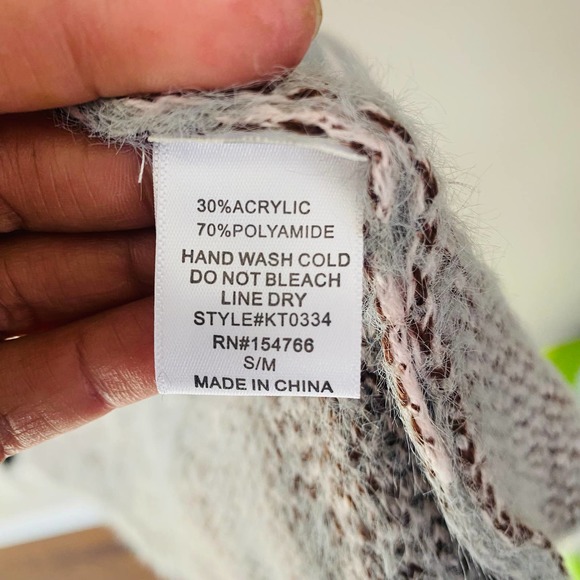 30%ACRYLIC
70%POLYAMIDE
HAND WASH COLD
DO NOT BLEACH
LINE DRY
STYLE#KT0334
RN#154766
S/M
MADE IN CHINA